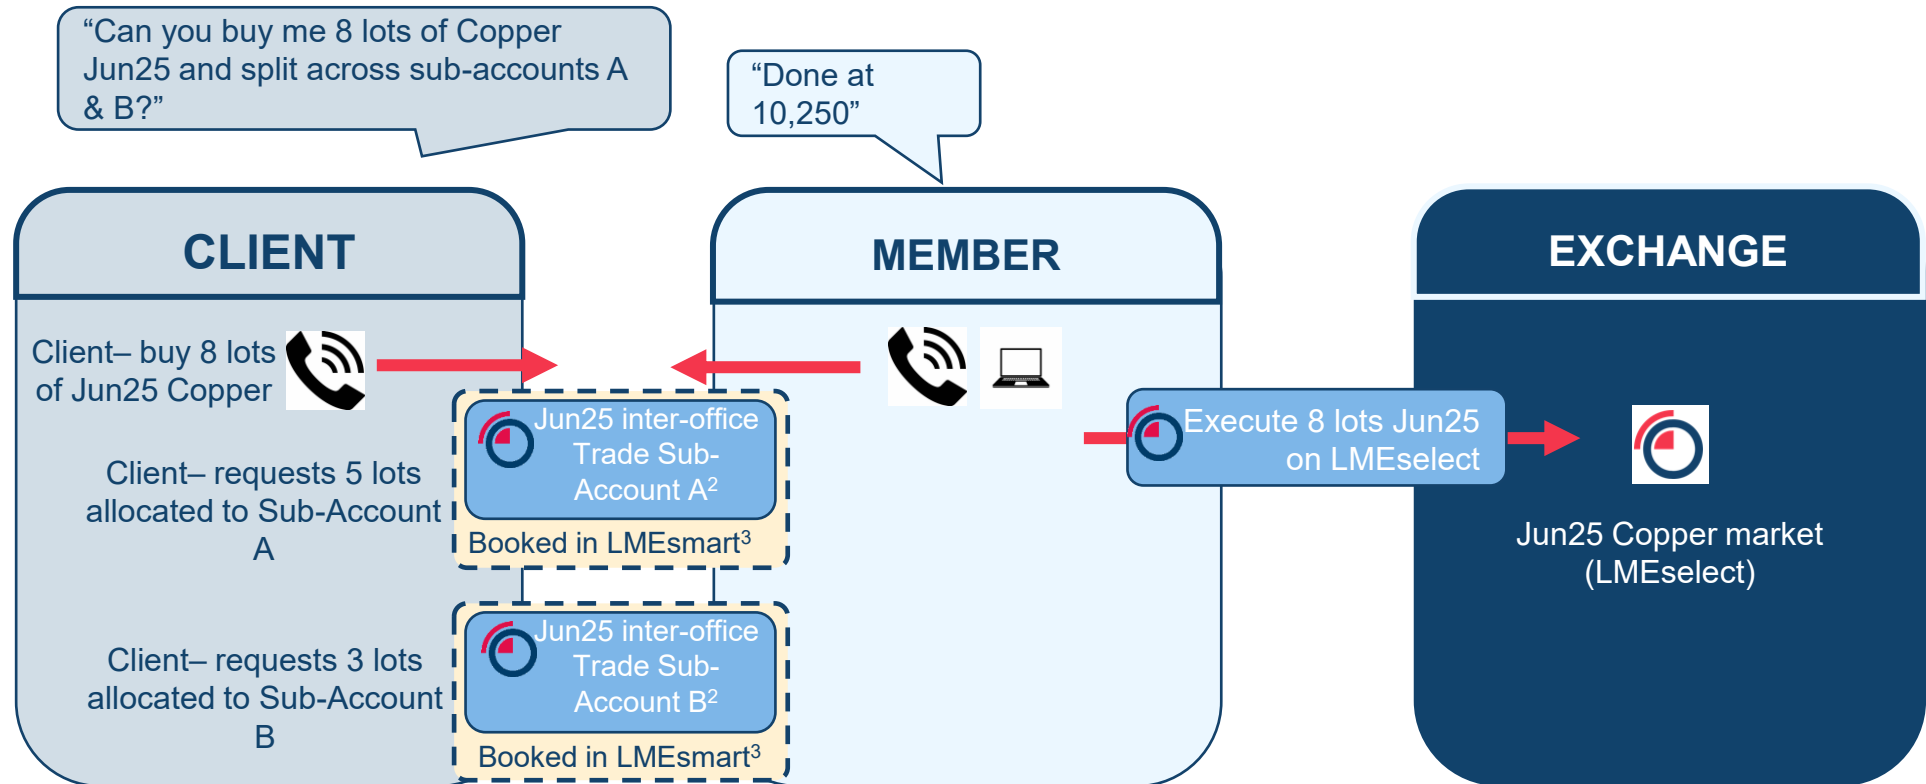 “Can you buy me 8 lots of Copper
Jun25 and split across sub-accounts A
& B?”
“Done at
10,250”
CLIENT
MEMBER
EXCHANGE
Client– buy 8 lots
of Jun25 Copper
Jun25 inter-office
Trade Sub-
Account A²
Booked in LMEsmart³
Execute 8 lots Jun25
on LMEselect
Client– requests 5 lots
allocated to Sub-Account
A
Jun25 Copper market
(LMEselect)
Client– requests 3 lots
allocated to Sub-Account
B
Jun25 inter-office
Trade Sub-
Account B²
Booked in LMEsmart³